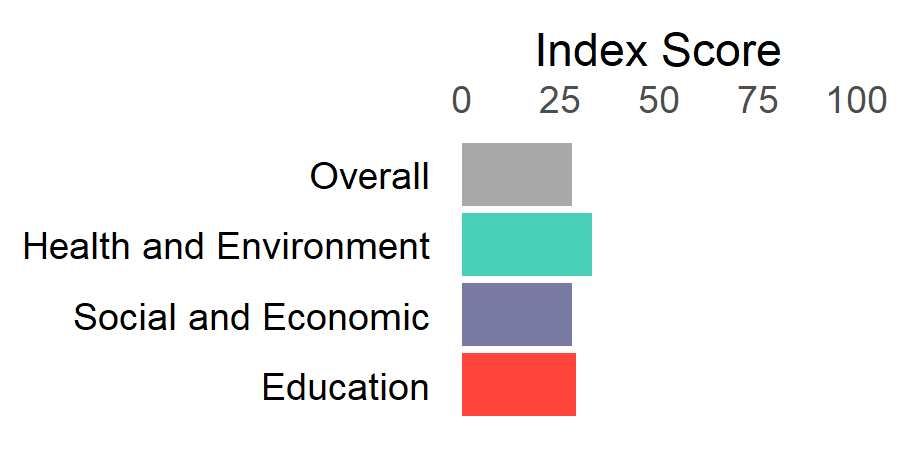 Index Score
0 25 50 75 100
Overall
Health and Environment
Social and Economic
Education